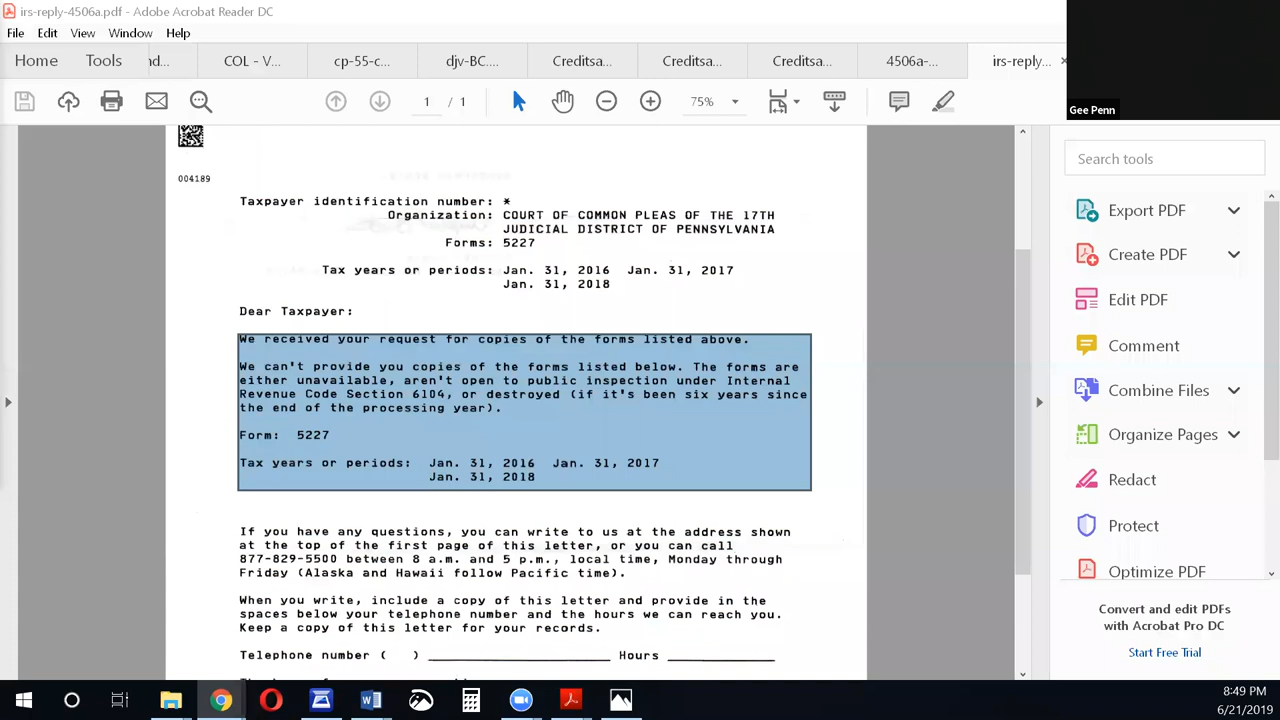 irs-reply-4506a.pdf - Adobe Acrobat Reader DC
File Edit View Window Help
Home Tools nd... COL - V... cp-55-c... djv-BC.... Creditsa... Creditsa... Creditsa... 4506a-... irs-reply...
1 / 1 75%
Gee Penn
004189
Taxpayer identification number: *
Organization: COURT OF COMMON PLEAS OF THE 17TH
JUDICIAL DISTRICT OF PENNSYLVANIA
Forms: 5227
Tax years or periods: Jan. 31, 2016 Jan. 31, 2017
Jan. 31, 2018
Dear Taxpayer:
We received your request for copies of the forms listed above.
We can't provide you copies of the forms listed below. The forms are
either unavailable, aren't open to public inspection under Internal
Revenue Code Section 6104, or destroyed (if it's been six years since
the end of the processing year).
Form: 5227
Tax years or periods: Jan. 31, 2016 Jan. 31, 2017
Jan. 31, 2018
If you have any questions, you can write to us at the address shown
at the top of the first page of this letter, or you can call
877-829-5500 between 8 a.m. and 5 p.m., local time, Monday through
Friday (Alaska and Hawaii follow Pacific time).
When you write, include a copy of this letter and provide in the
spaces below your telephone number and the hours we can reach you.
Keep a copy of this letter for your records.
Telephone number ( ) Hours
Search tools
Export PDF
Create PDF
Edit PDF
Comment
Combine Files
Organize Pages
Redact
Protect
Optimize PDF
Convert and edit PDFs
with Acrobat Pro DC
Start Free Trial
8:49 PM
6/21/2019